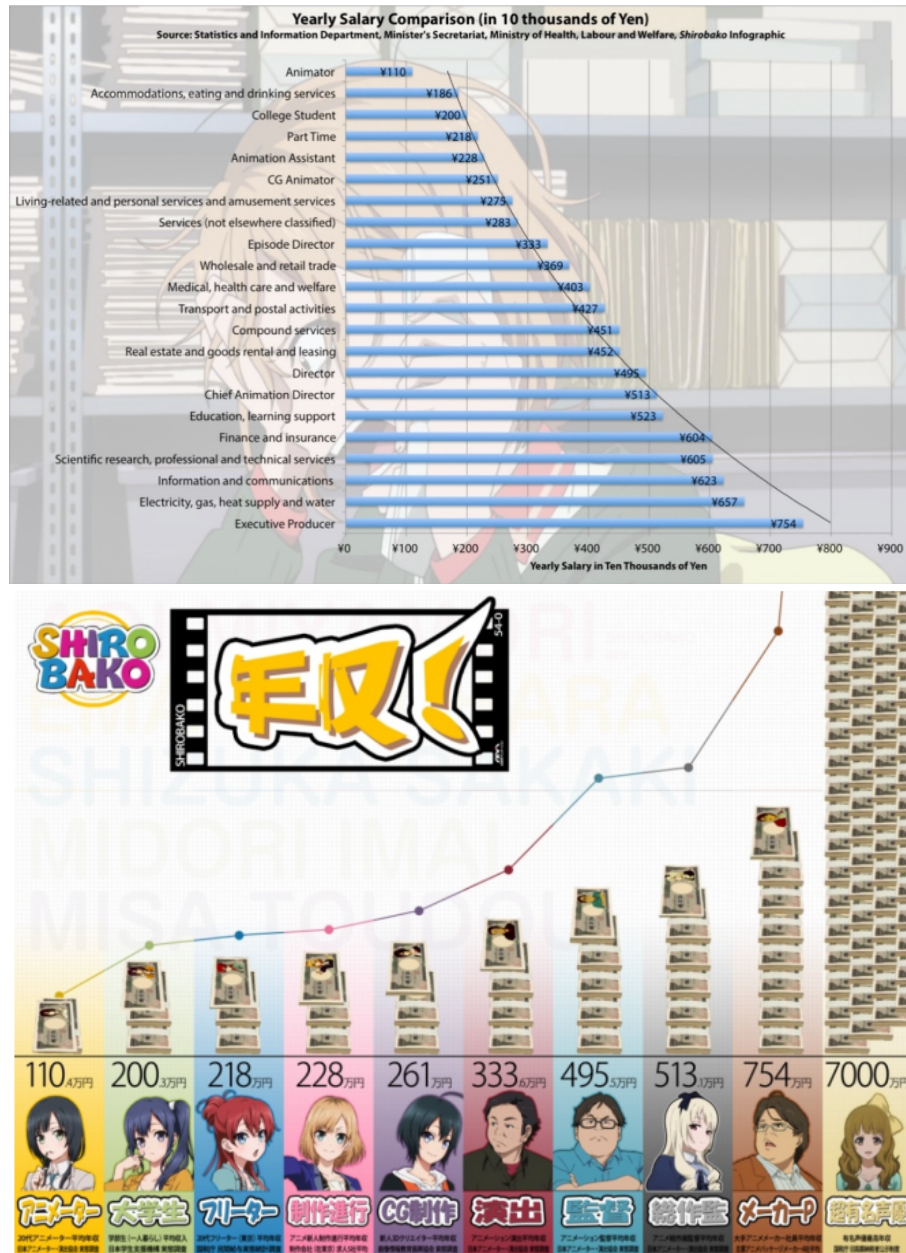 Yearly Salary Comparison (in 10 thousands of Yen)
Source: Statistics and Information Department, Minister's Secretariat, Ministry of Health, Labour and Welfare, Shirobako Infographic
Animator ¥110
Accommodations, eating and drinking services ¥186
College Student ¥200
Part Time ¥218
Animation Assistant ¥228
CG Animator ¥251
Living-related and personal services and amusement services ¥275
Services (not elsewhere classified) ¥283
Episode Director ¥333
Wholesale and retail trade ¥369
Medical, health care and welfare ¥403
Transport and postal activities ¥427
Compound services ¥451
Real estate and goods rental and leasing ¥452
Director ¥495
Chief Animation Director ¥513
Education, learning support ¥523
Finance and insurance ¥604
Scientific research, professional and technical services ¥605
Information and communications ¥623
Electricity, gas, heat supply and water ¥657
Executive Producer ¥754
¥0 ¥100 ¥200 ¥300 ¥400 ¥500 ¥600 ¥700 ¥800 ¥900
Yearly Salary in Ten Thousands of Yen
SHIRO
BAKO
SHIROBAKO
年収!
54-0
SHIZUKA SAKAKI
MIDORI IMAI
MISA TOUDOU
110.4万円 200.3万円 218万円 228万円 261万円 333.6万円 495.5万円 513.1万円 754万円 7000万円
アニメーター 大学生 フリーター 制作進行 CG制作 演出 監督 総作監 メーカーP 超有名声優